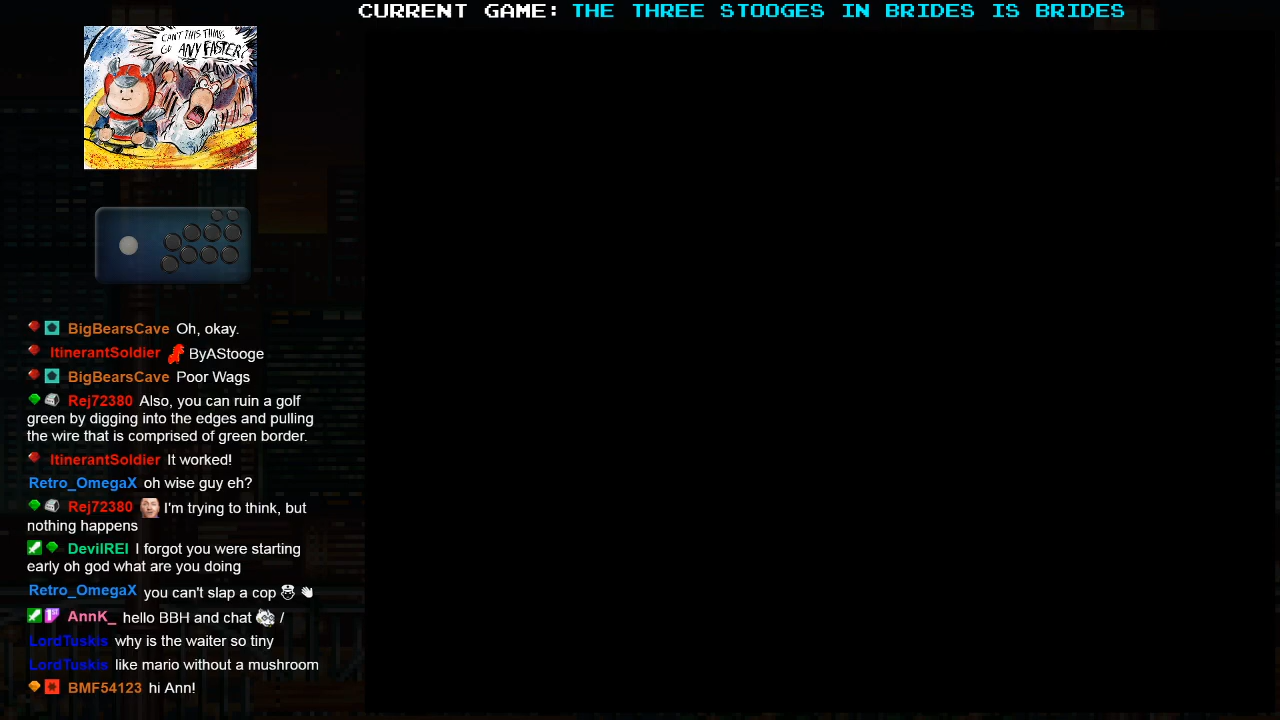 CURRENT GAME: THE THREE STOOGES IN BRIDES IS BRIDES
CAN'T THIS THING
GO ANY FASTER?
BigBearsCave Oh, okay.
ItinerantSoldier ByAStooge
BigBearsCave Poor Wags
Rej72380 Also, you can ruin a golf
green by digging into the edges and pulling
the wire that is comprised of green border.
ItinerantSoldier It worked!
Retro_OmegaX oh wise guy eh?
Rej72380 I'm trying to think, but
nothing happens
DevilREI I forgot you were starting
early oh god what are you doing
Retro_OmegaX you can't slap a cop
1ST AnnK_ hello BBH and chat /
LordTuskis why is the waiter so tiny
LordTuskis like mario without a mushroom
BMF54123 hi Ann!